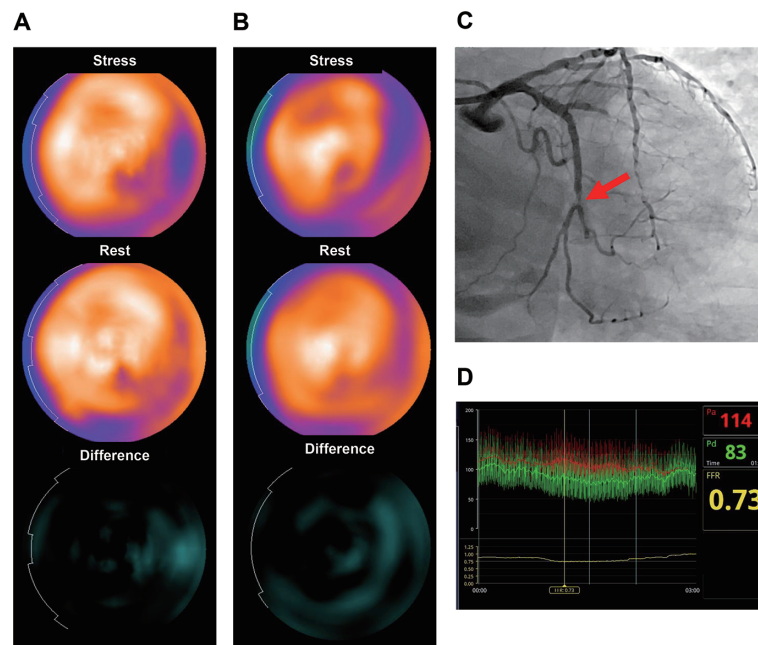 A
B
C
Stress
Stress
Rest
Rest
Difference
Difference
D
200
150
100
50
0
1.25
1.00
0.75
0.50
0.25
0.00
00:00
03:00
Pa
114
Pd
83
Time
FFR
0.73